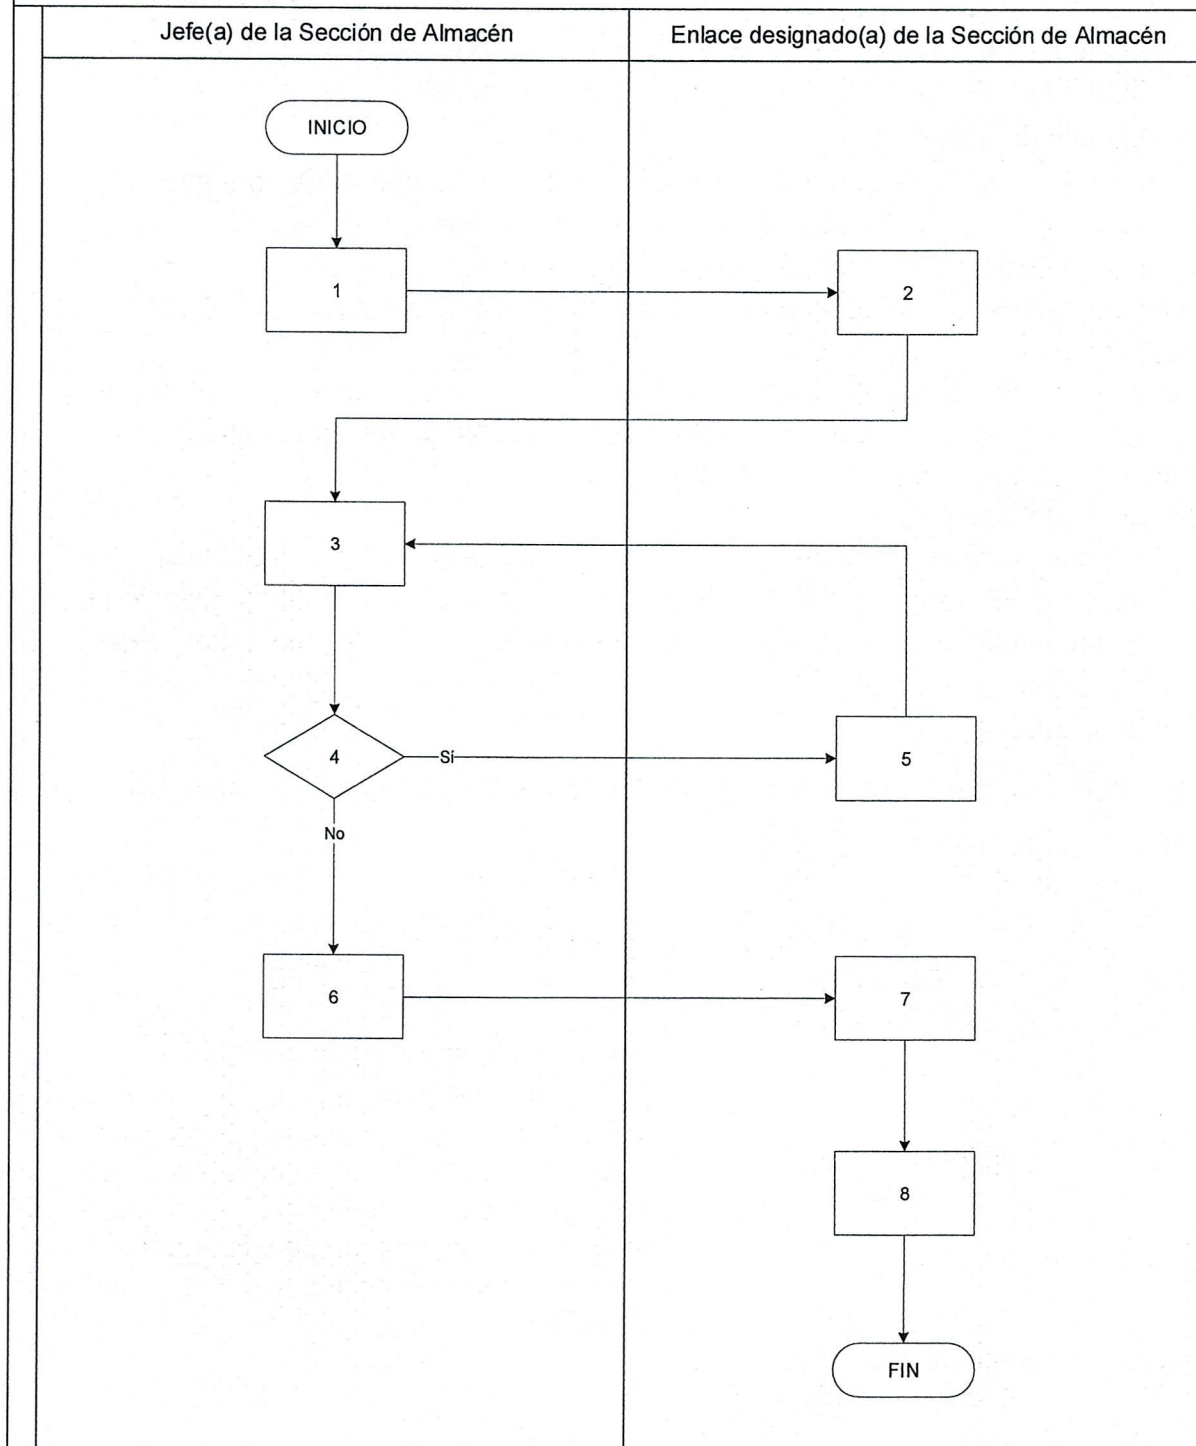 Jefe(a) de la Sección de Almacén
Enlace designado(a) de la Sección de Almacén
INICIO
1
2
3
4
Sí
5
No
6
7
8
FIN